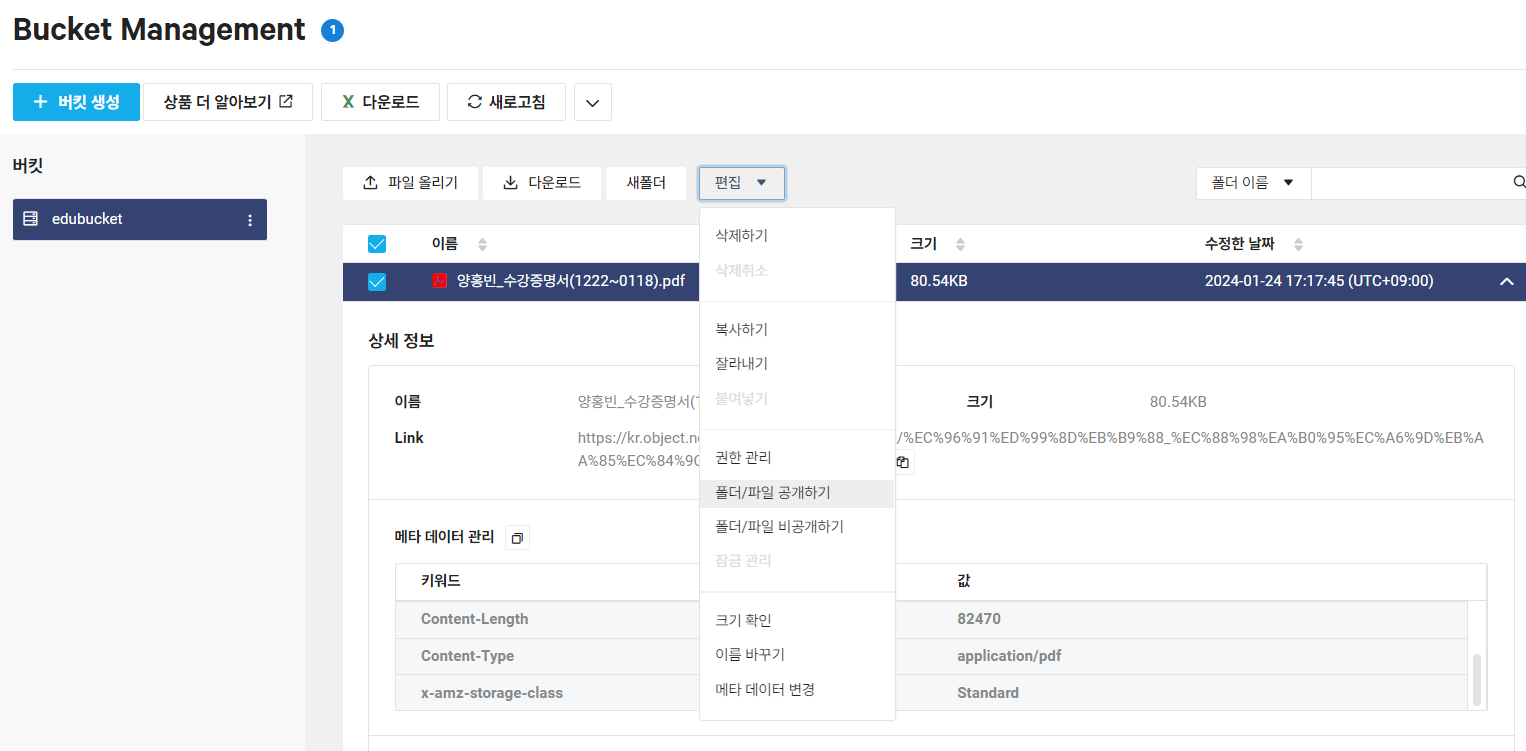 Bucket Management 1
+ 버킷 생성 상품 더 알아보기 X 다운로드 새로고침
버킷
edubucket
파일 올리기 다운로드 새폴더 편집 폴더 이름
이름 크기 수정한 날짜
양홍빈_수강증명서(1222~0118).pdf 80.54KB 2024-01-24 17:17:45 (UTC+09:00)
삭제하기
삭제취소
복사하기
잘라내기
붙여넣기
권한 관리
폴더/파일 공개하기
폴더/파일 비공개하기
잠금 관리
크기 확인
이름 바꾸기
메타 데이터 변경
상세 정보
이름 양홍빈_수강증명서( 크기 80.54KB
Link https://kr.object.n /%EC%96%91%ED%99%8D%EB%B9%88_%EC%88%98%EA%B0%95%EC%A6%9D%EB%A
A%85%EC%84%9C
메타 데이터 관리
키워드 값
Content-Length 82470
Content-Type application/pdf
x-amz-storage-class Standard